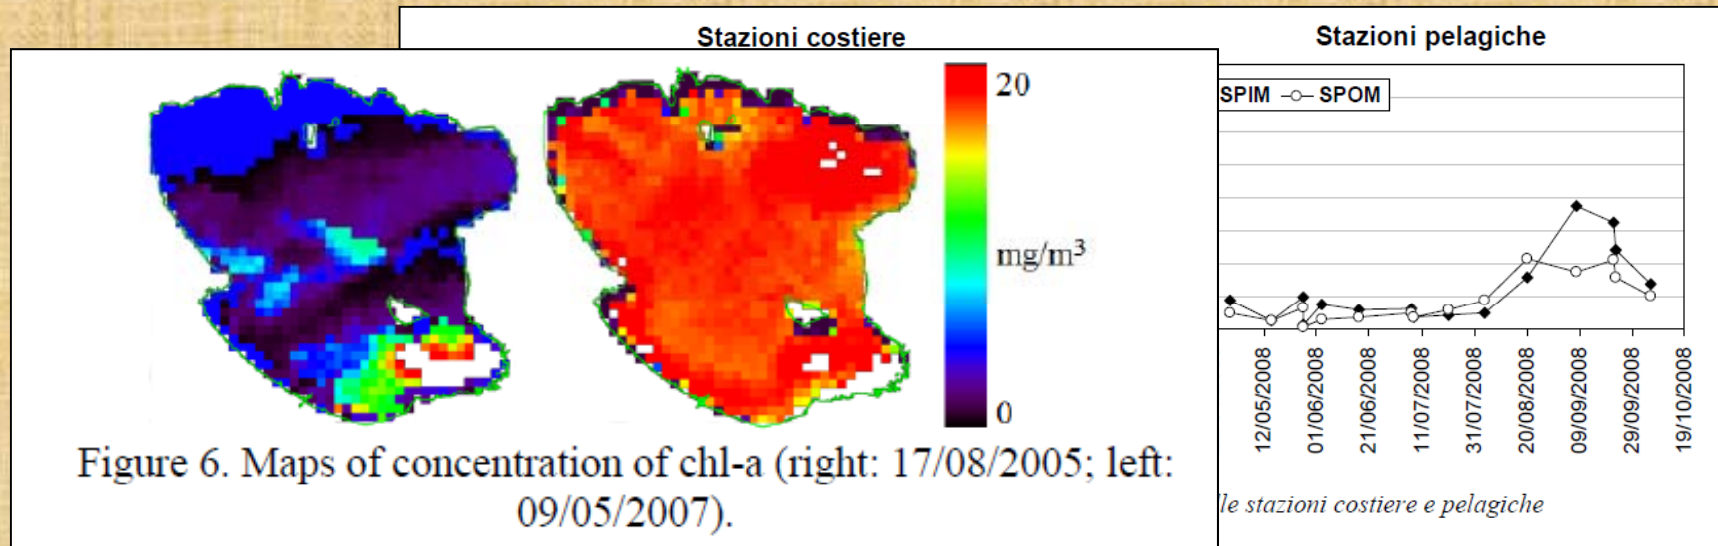 Stazioni costiere
Stazioni pelagiche
20
mg/m³
0
Figure 6. Maps of concentration of chl-a (right: 17/08/2005; left:
09/05/2007).
SPIM SPOM
12/05/2008
01/06/2008
21/06/2008
11/07/2008
31/07/2008
20/08/2008
09/09/2008
29/09/2008
19/10/2008
stazioni costiere e pelagiche